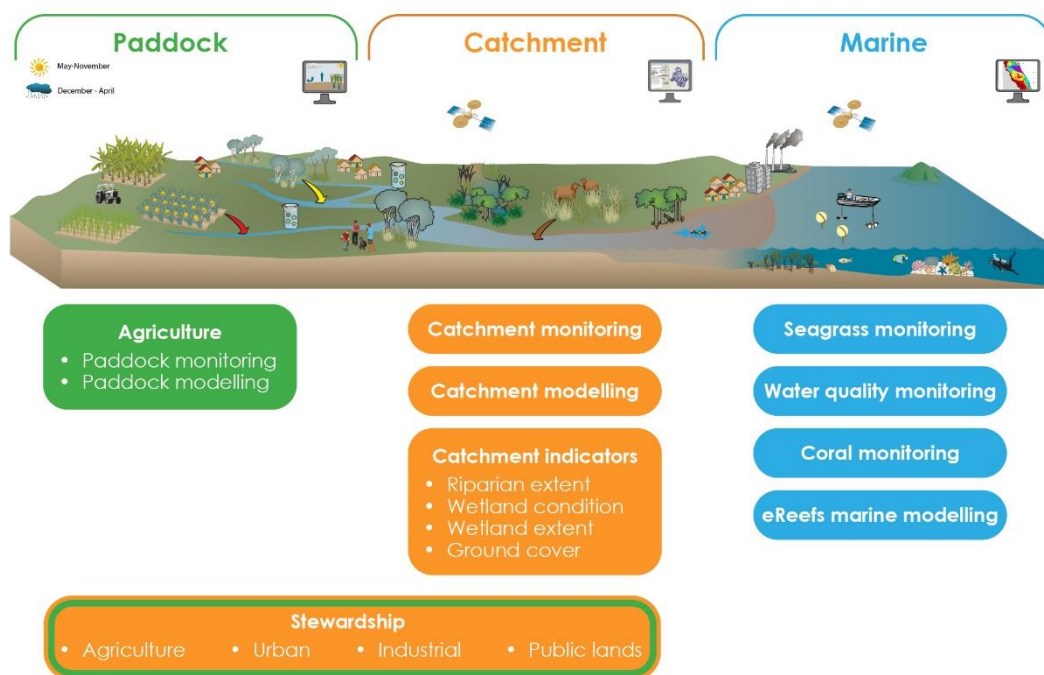 Paddock
Catchment
Marine
May-November
December - April
Agriculture
• Paddock monitoring
• Paddock modelling
Catchment monitoring
Catchment modelling
Catchment indicators
• Riparian extent
• Wetland condition
• Wetland extent
• Ground cover
Seagrass monitoring
Water quality monitoring
Coral monitoring
eReefs marine modelling
Stewardship
• Agriculture • Urban • Industrial • Public lands